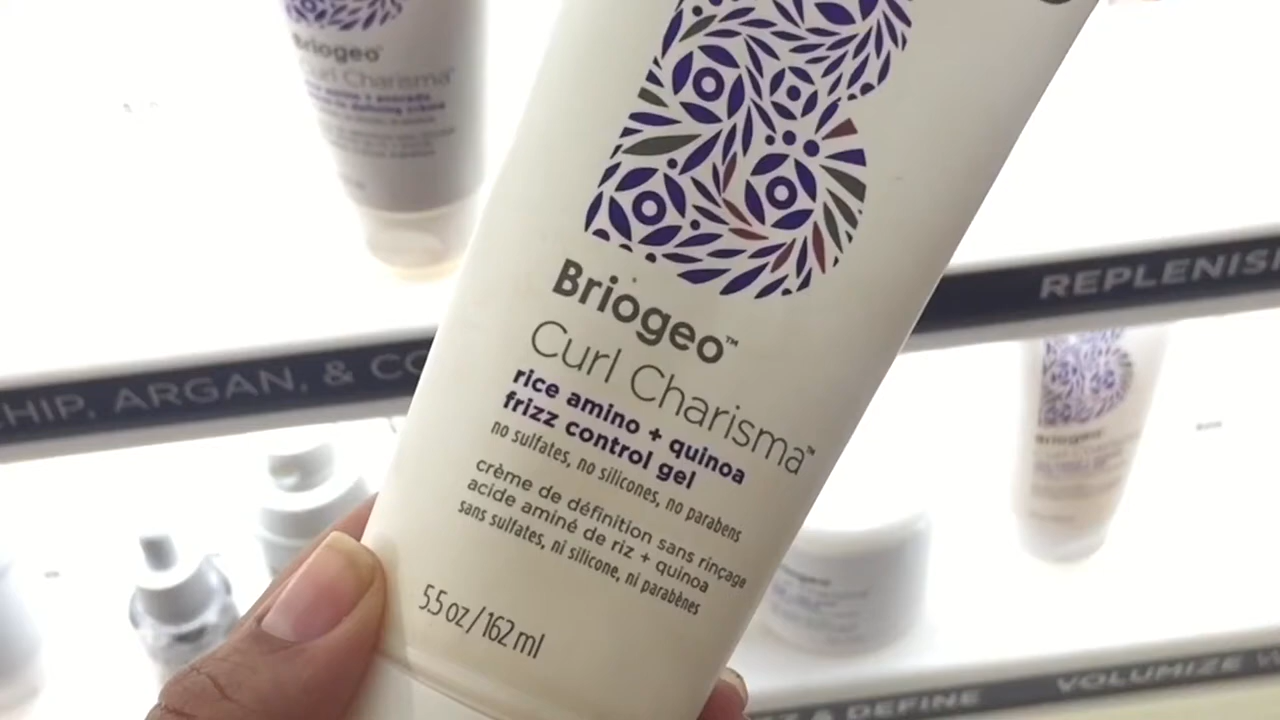 Briogeo
Curl Charisma
Briogeo™
Curl Charisma™
rice amino + quinoa
frizz control gel
no sulfates, no silicones, no parabens
crème de définition sans rinçage
acide aminé de riz + quinoa
sans sulfates, ni silicone, ni parabènes
5.5 oz / 162 ml
REPLENIS
HIP, ARGAN, & CO
Briogeo
& DEFINE
VOLUMIZE